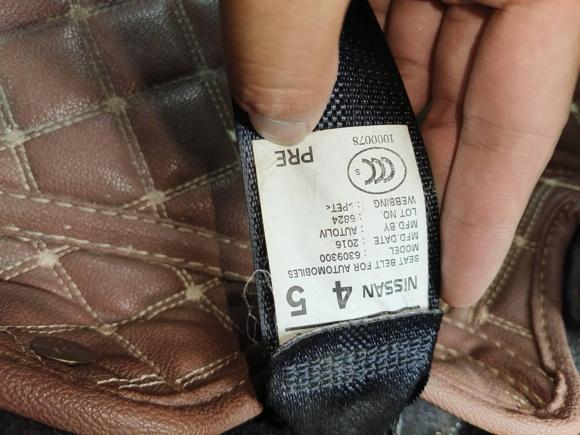 NISSAN 4 5
SEAT BELT FOR AUTOMOBILES
MODEL : 6309300
MFD.DATE : 2016
MFD.BY : AUTOLIV
LOT NO. : 6824
WEBBING : >PET<
CCC S
PRE
1000078